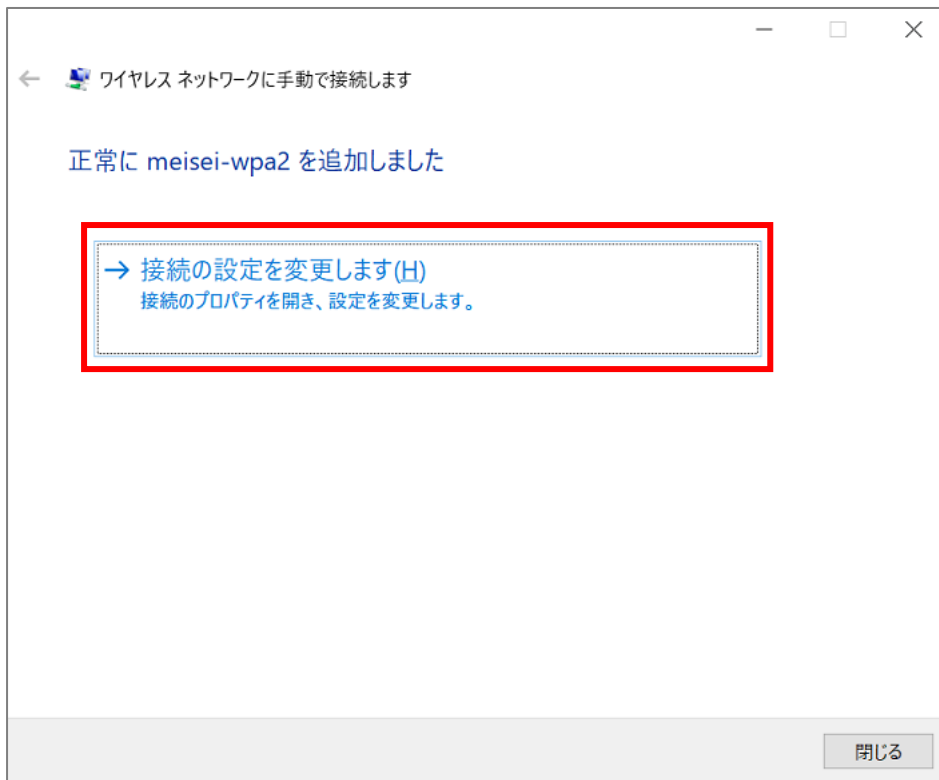 ワイヤレス ネットワークに手動で接続します
正常に meisei-wpa2 を追加しました
→ 接続の設定を変更します(H)
接続のプロパティを開き、設定を変更します。
閉じる